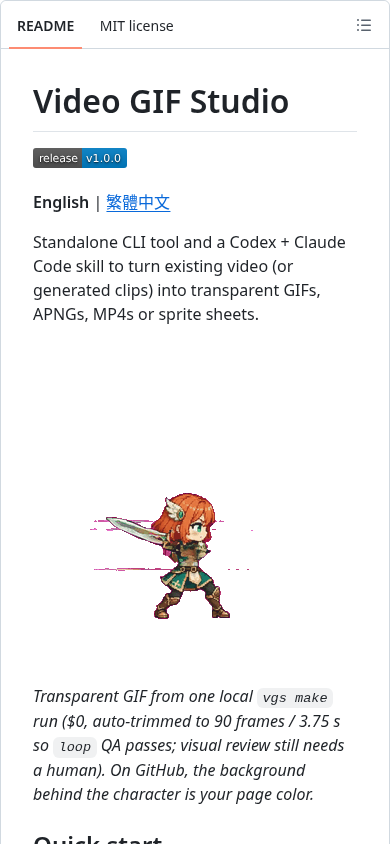 README MIT license
Video GIF Studio
release v1.0.0
English | 繁體中文
Standalone CLI tool and a Codex + Claude
Code skill to turn existing video (or
generated clips) into transparent GIFs,
APNGs, MP4s or sprite sheets.
Transparent GIF from one local vgs make
run ($0, auto-trimmed to 90 frames / 3.75 s
so loop QA passes; visual review still needs
a human). On GitHub, the background
behind the character is your page color.
Quick start